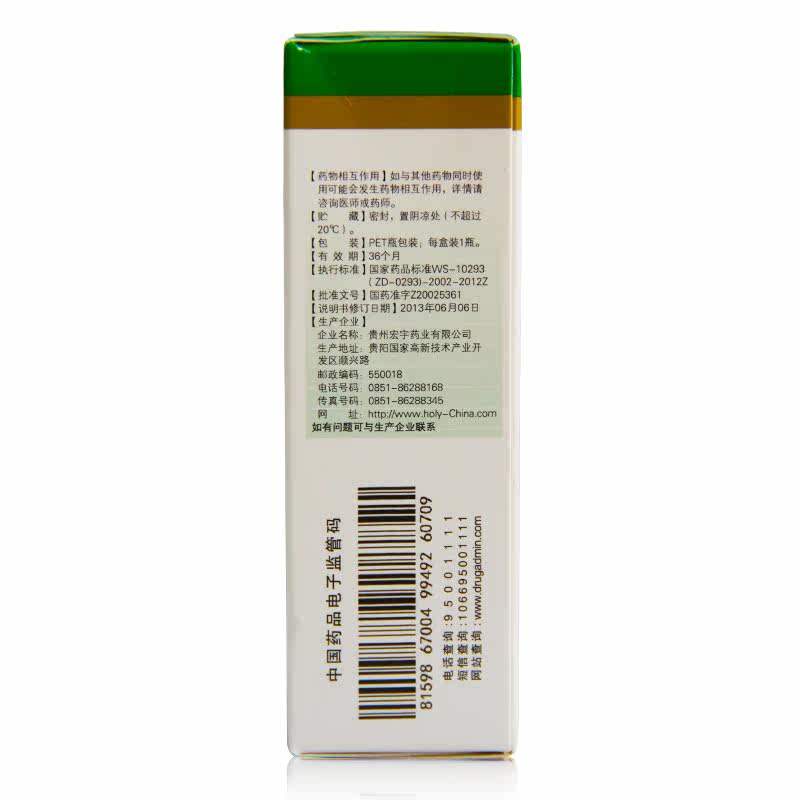 【药物相互作用】如与其他药物同时使
用可能会发生药物相互作用，详情请
咨询医师或药师。
【贮 藏】密封，置阴凉处（不超过
20℃）。
【包 装】PET瓶包装；每盒装1瓶。
【有 效 期】36个月
【执行标准】国家药品标准WS-10293
（ZD-0293)-2002-2012Z
【批准文号】国药准字Z20025361
【说明书修订日期】2013年06月06日
【生产企业】
企业名称：贵州宏宇药业有限公司
生产地址：贵阳国家高新技术产业开
发区顺兴路
邮政编码：550018
电话号码：0851-86288168
传真号码：0851-86288345
网 址：http://www.holy-China.com
如有问题可与生产企业联系
中国药品电子监管码
81598 67004 99492 60709
电话查询：95001111
短信查询：106695001111
网站查询：www.drugadmin.com